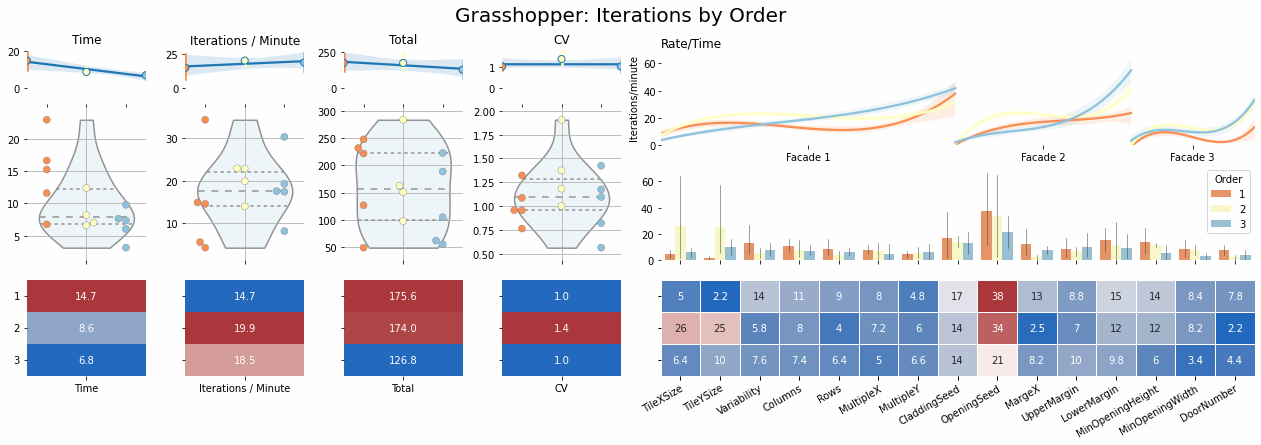 Grasshopper: Iterations by Order
Time
20
0
Iterations / Minute
25
0
Total
250
0
CV
1
0
Rate/Time
Iterations/minute
60
40
20
0
Facade 1
Facade 2
Facade 3
20
15
10
5
30
20
10
300
250
200
150
100
50
2.00
1.75
1.50
1.25
1.00
0.75
0.50
60
40
20
0
Order
1
2
3
1
2
3
14.7
8.6
6.8
Time
14.7
19.9
18.5
Iterations / Minute
175.6
174.0
126.8
Total
1.0
1.4
1.0
CV
5 2.2 14 11 9 8 4.8 17 38 13 8.8 15 14 8.4 7.8
26 25 5.8 8 4 7.2 6 14 34 2.5 7 12 12 8.2 2.2
6.4 10 7.6 7.4 6.4 5 6.6 14 21 8.2 10 9.8 6 3.4 4.4
TileXSize
TileYSize
Variability
Columns
Rows
MultipleX
MultipleY
CladdingSeed
OpeningSeed
MargeX
UpperMargin
LowerMargin
MinOpeningHeight
MinOpeningWidth
DoorNumber